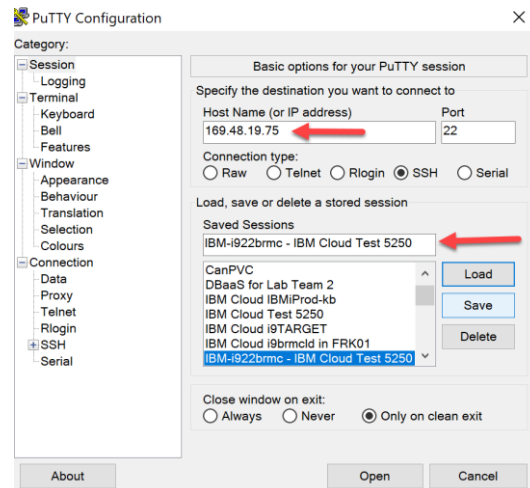 PuTTY Configuration
Category:
Session
Logging
Terminal
Keyboard
Bell
Features
Window
Appearance
Behaviour
Translation
Selection
Colours
Connection
Data
Proxy
Telnet
Rlogin
SSH
Serial
Basic options for your PuTTY session
Specify the destination you want to connect to
Host Name (or IP address) Port
169.48.19.75 22
Connection type:
Raw Telnet Rlogin SSH Serial
Load, save or delete a stored session
Saved Sessions
IBM-i922brmc - IBM Cloud Test 5250
CanPVC
DBaaS for Lab Team 2
IBM Cloud IBMiProd-kb
IBM Cloud Test 5250
IBM Cloud i9TARGET
IBM Cloud i9brmcld in FRK01
IBM-i922brmc - IBM Cloud Test 5250
Load
Save
Delete
Close window on exit:
Always Never Only on clean exit
About Open Cancel